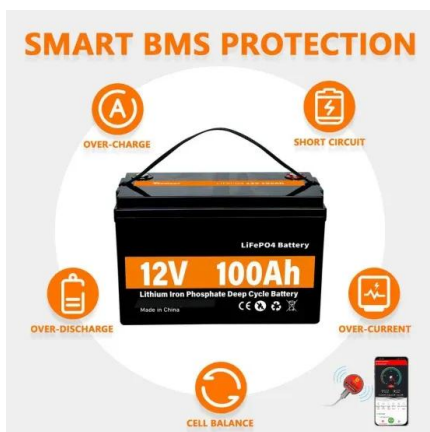 SMART BMS PROTECTION
A
OVER-CHARGE
SHORT CIRCUIT
LiFePO4 Battery
12V 100Ah
Lithium Iron Phosphate Deep Cycle Battery
Made in China
CE
OVER-DISCHARGE
OVER-CURRENT
CELL BALANCE